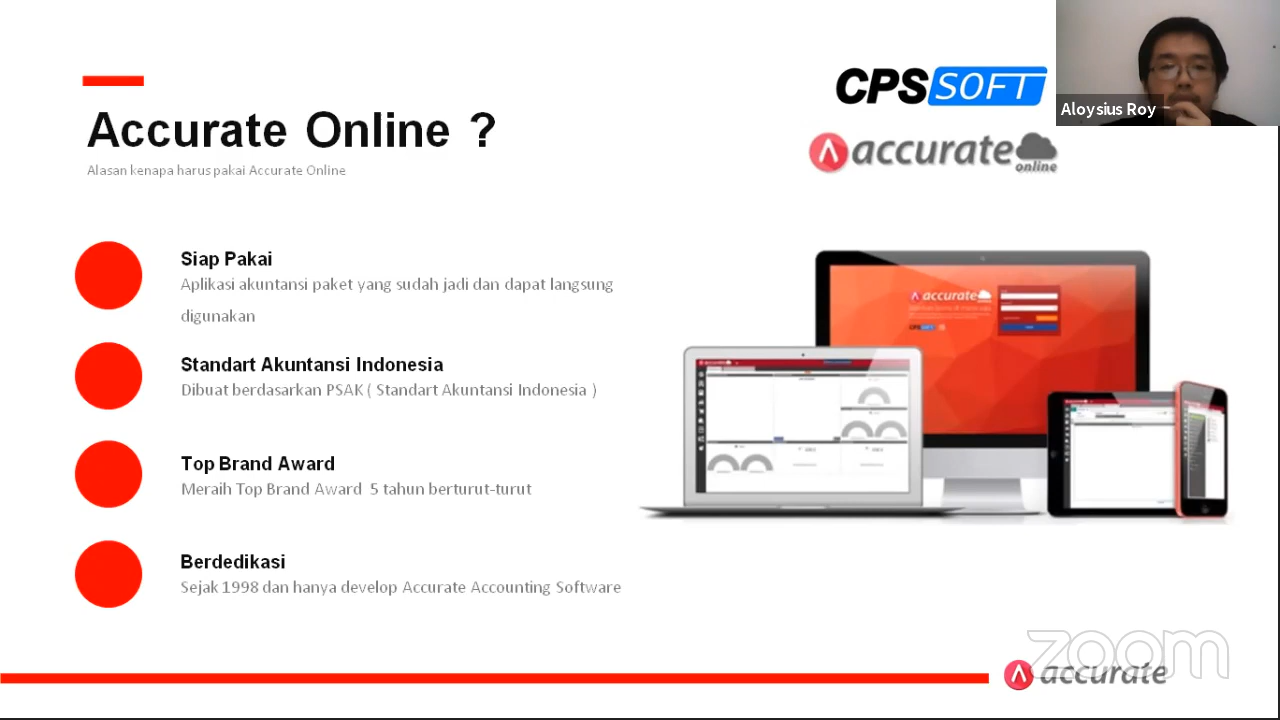 CPSSOFT
Aloysius Roy
Accurate Online ?
accurate
online
Alasan kenapa harus pakai Accurate Online
Siap Pakai
Aplikasi akuntansi paket yang sudah jadi dan dapat langsung
digunakan
accurate
Standart Akuntansi Indonesia
Dibuat berdasarkan PSAK ( Standart Akuntansi Indonesia )
Top Brand Award
Meraih Top Brand Award 5 tahun berturut-turut
Berdedikasi
Sejak 1998 dan hanya develop Accurate Accounting Software
zoom
accurate